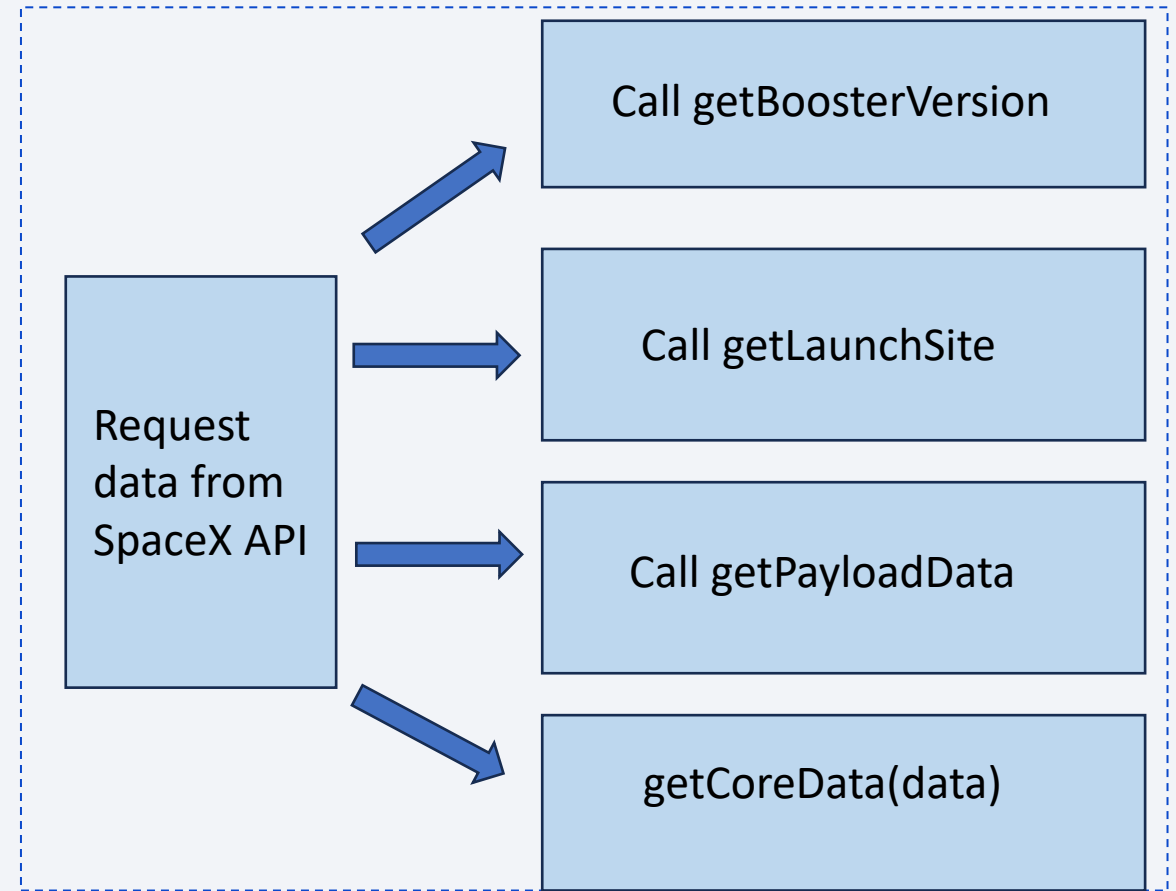 Call getBoosterVersion
Call getLaunchSite
Request
data from
SpaceX API
Call getPayloadData
getCoreData(data)